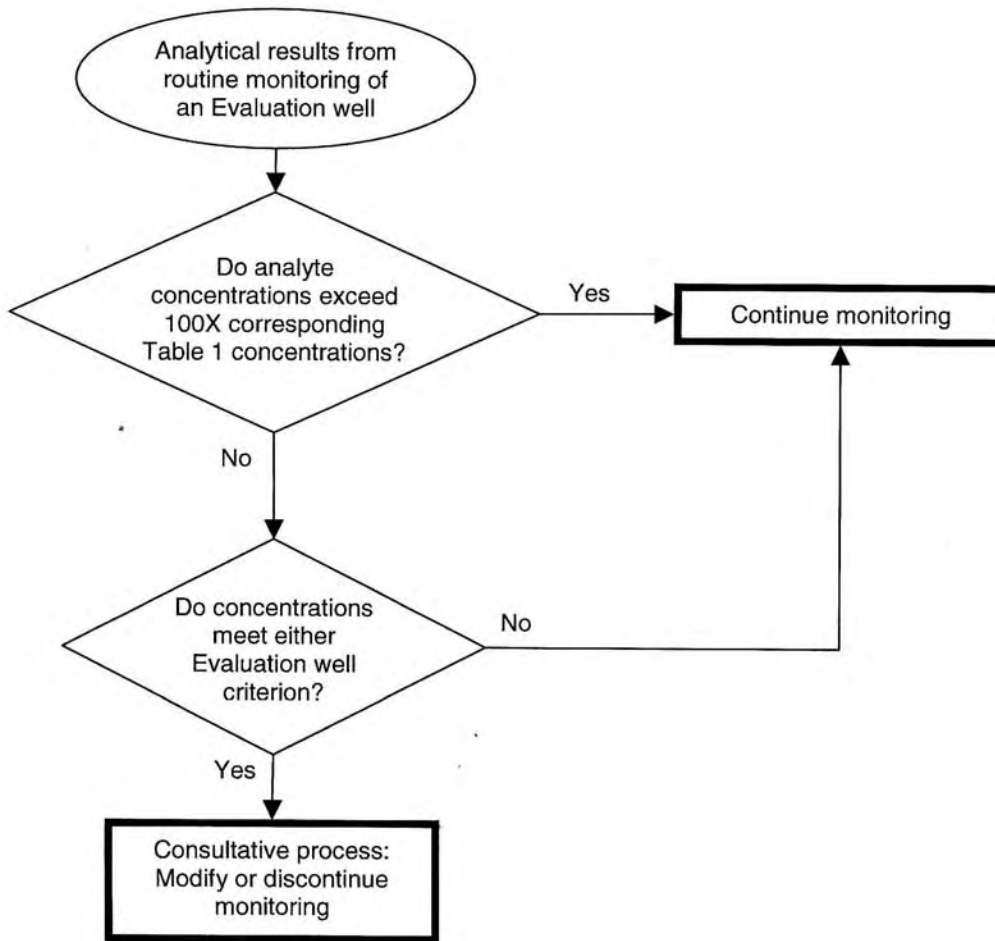 Analytical results from
routine monitoring of
an Evaluation well
Do analyte
concentrations exceed
100X corresponding
Table 1 concentrations?
Yes
Continue monitoring
No
Do concentrations
meet either
Evaluation well
criterion?
No
Yes
Consultative process:
Modify or discontinue
monitoring